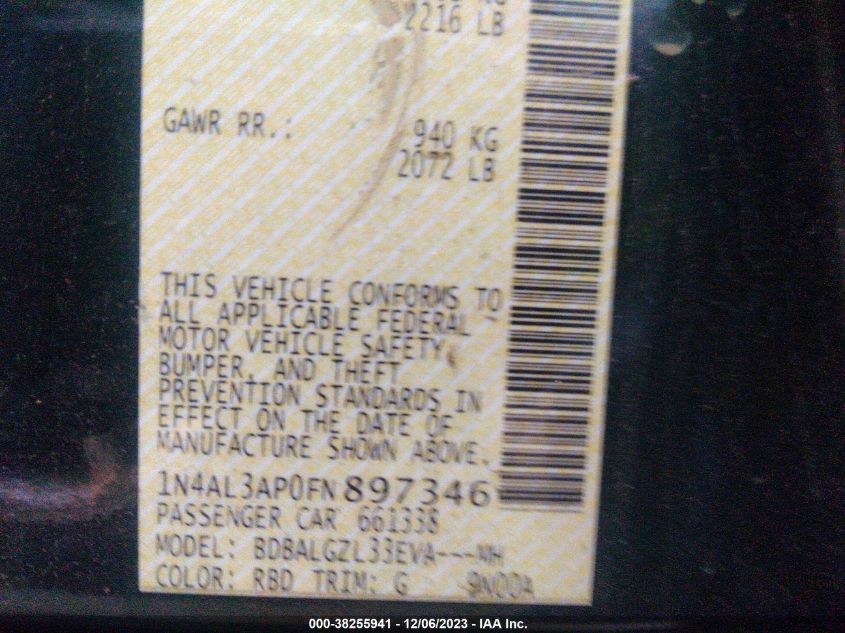 2216 LB
GAWR RR.: 940 KG
2072 LB
THIS VEHICLE CONFORMS TO
ALL APPLICABLE FEDERAL
MOTOR VEHICLE SAFETY,
BUMPER, AND THEFT
PREVENTION STANDARDS IN
EFFECT ON THE DATE OF
MANUFACTURE SHOWN ABOVE.
1N4AL3AP0FN897346
PASSENGER CAR 661338
MODEL: BDBALGZL33EVA---MH
COLOR: RBD TRIM: G
000-38255941 - 12/06/2023 - IAA Inc.